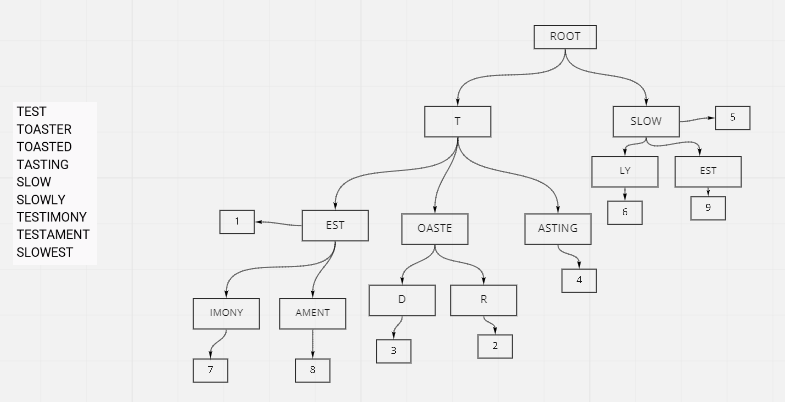 ROOT
TEST
TOASTER
TOASTED
TASTING
SLOW
SLOWLY
TESTIMONY
TESTAMENT
SLOWEST
T
SLOW
5
LY
EST
6
9
1
EST
OASTE
ASTING
4
IMONY
AMENT
D
R
7
8
3
2